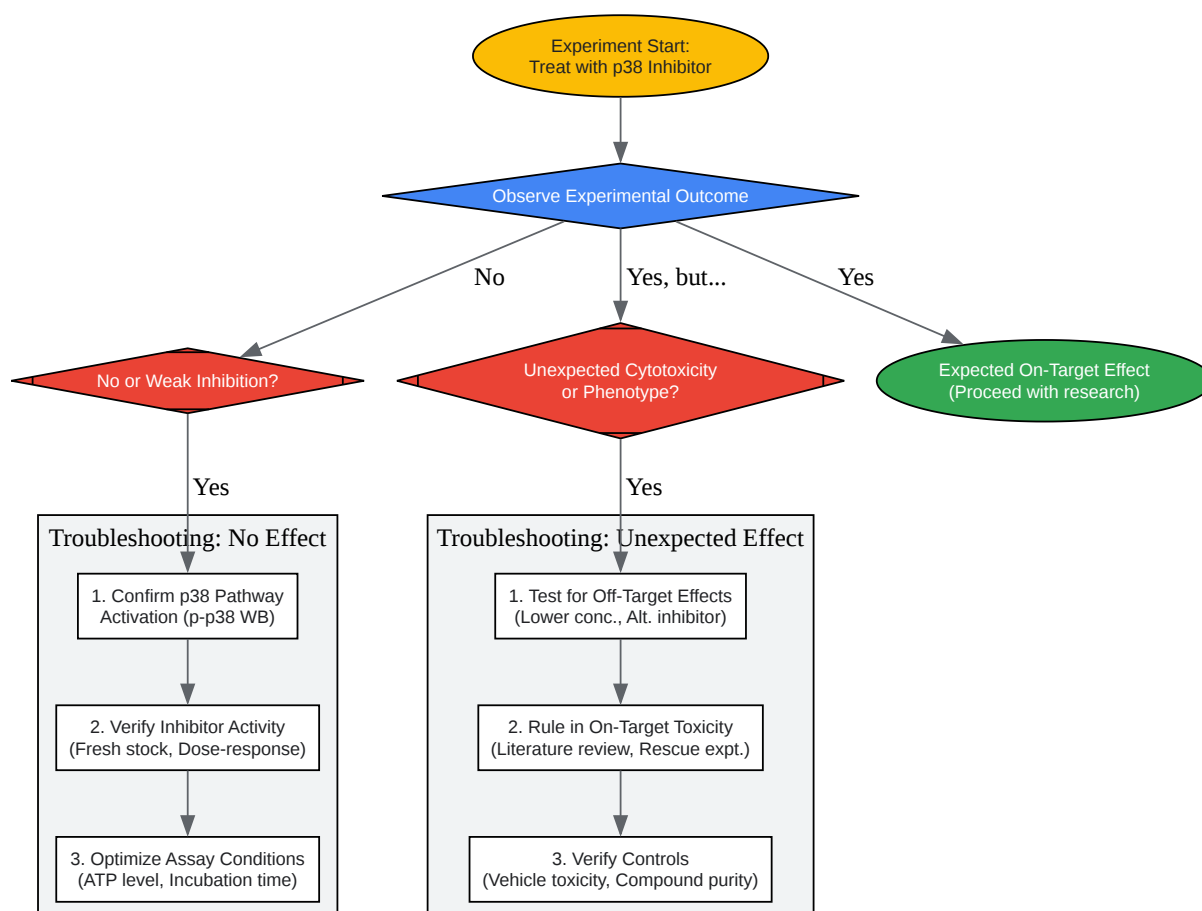 Experiment Start:
Treat with p38 Inhibitor
Observe Experimental Outcome
No
Yes, but...
Yes
No or Weak Inhibition?
Unexpected Cytotoxicity
or Phenotype?
Expected On-Target Effect
(Proceed with research)
Yes
Yes
Troubleshooting: No Effect
1. Confirm p38 Pathway
Activation (p-p38 WB)
2. Verify Inhibitor Activity
(Fresh stock, Dose-response)
3. Optimize Assay Conditions
(ATP level, Incubation time)
Troubleshooting: Unexpected Effect
1. Test for Off-Target Effects
(Lower conc., Alt. inhibitor)
2. Rule in On-Target Toxicity
(Literature review, Rescue expt.)
3. Verify Controls
(Vehicle toxicity, Compound purity)